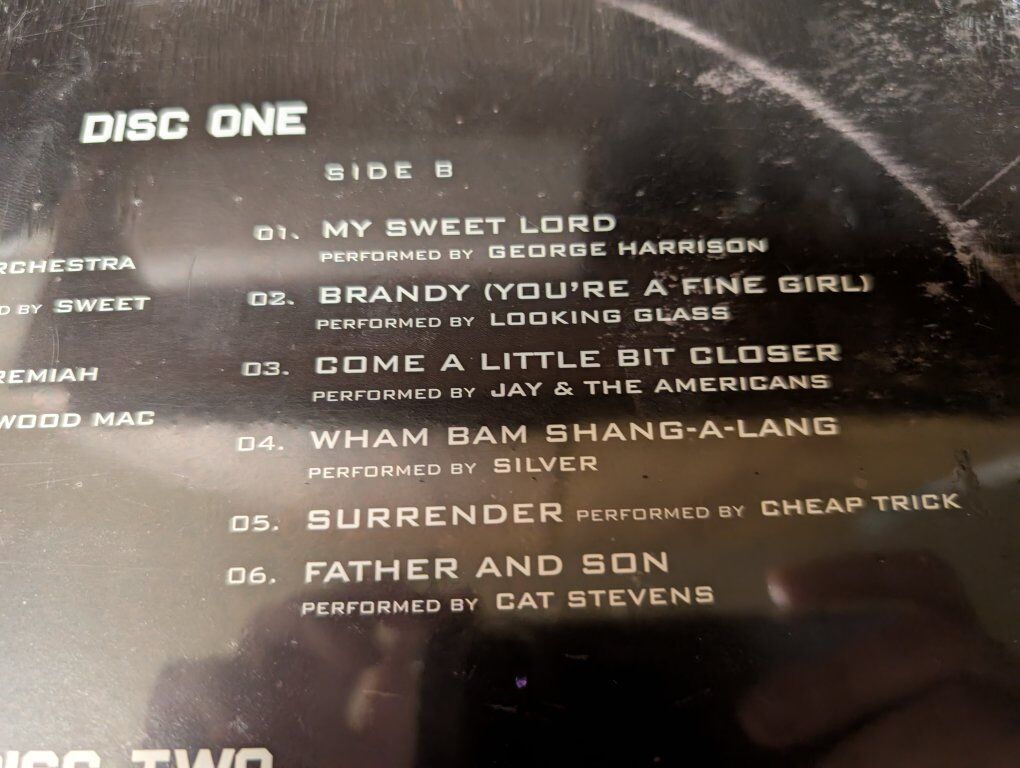 DISC ONE
RCHESTRA
D BY SWEET
REMIAH
WOOD MAC
SIDE B
01. MY SWEET LORD
PERFORMED BY GEORGE HARRISON
02. BRANDY (YOU'RE A FINE GIRL)
PERFORMED BY LOOKING GLASS
03. COME A LITTLE BIT CLOSER
PERFORMED BY JAY & THE AMERICANS
04. WHAM BAM SHANG-A-LANG
PERFORMED BY SILVER
05. SURRENDER PERFORMED BY CHEAP TRICK
06. FATHER AND SON
PERFORMED BY CAT STEVENS
DISC TWO